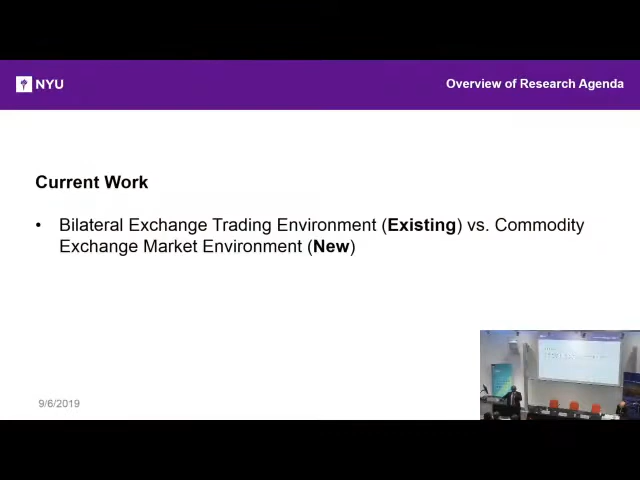 NYU
Overview of Research Agenda
Current Work
• Bilateral Exchange Trading Environment (Existing) vs. Commodity
Exchange Market Environment (New)
9/6/2019